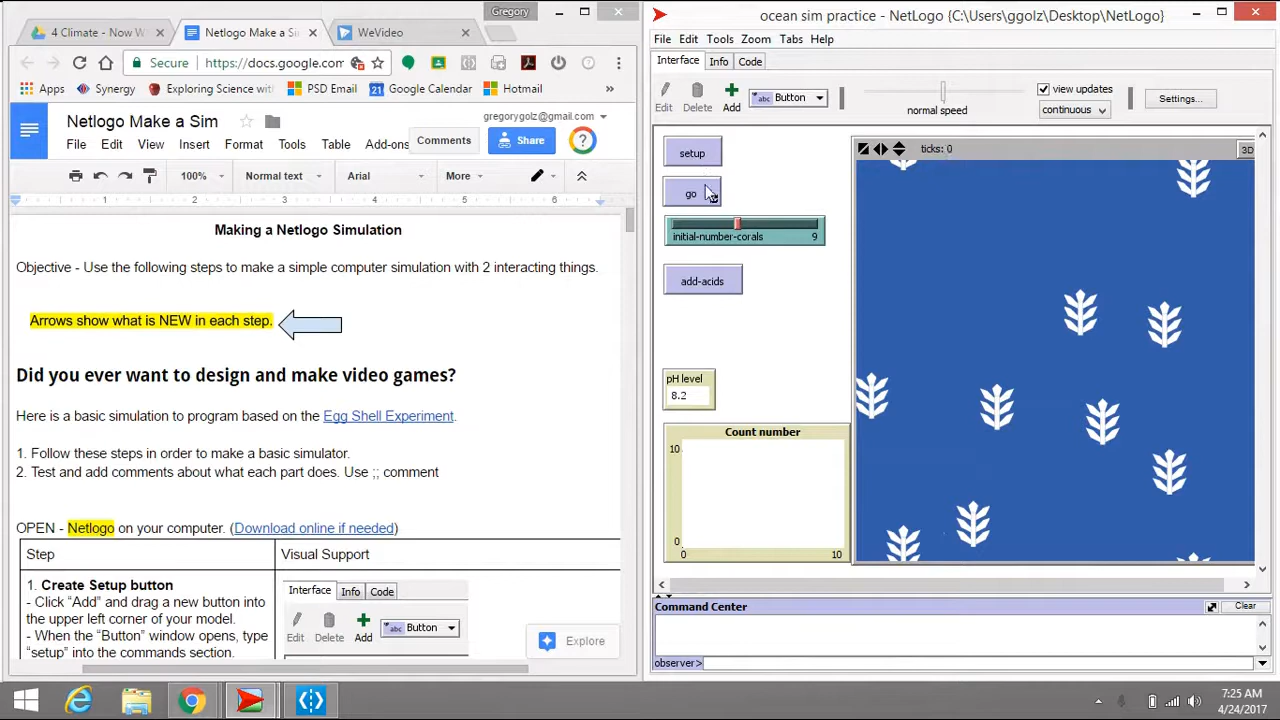 Gregory
4 Climate - Now W
Netlogo Make a Si
WeVideo
Secure
https://docs.google.com
Apps
Synergy
Exploring Science wi
PSD Email
21
Google Calendar
Hotmail
»
Netlogo Make a Sim
gregorygolz@gmail.com
Comments
Share
?
File
Edit
View
Insert
Format
Tools
Table
Add-ons
100%
Normal text
Arial
More
1
2
3
4
5
6
Making a Netlogo Simulation
Objective - Use the following steps to make a simple computer simulation with 2 interacting things.
Arrows show what is NEW in each step.
Did you ever want to design and make video games?
Here is a basic simulation to program based on the Egg Shell Experiment.
1. Follow these steps in order to make a basic simulator.
2. Test and add comments about what each part does. Use ;; comment
OPEN - Netlogo on your computer. (Download online if needed)
Step
Visual Support
1. Create Setup button
- Click “Add” and drag a new button into
the upper left corner of your model.
- When the “Button” window opens, type
“setup” into the commands section.
Interface
Info
Code
Edit
Delete
Add
abc
Button
Explore
ocean sim practice - NetLogo {C:\Users\ggolz\Desktop\NetLogo}
File
Edit
Tools
Zoom
Tabs
Help
Interface
Info
Code
Edit
Delete
Add
abc
Button
normal speed
view updates
continuous
Settings...
setup
go
initial-number-corals
9
add-acids
pH level
8.2
Count number
10
0
0
10
ticks: 0
3D
Command Center
Clear
observer>
7:25 AM
4/24/2017